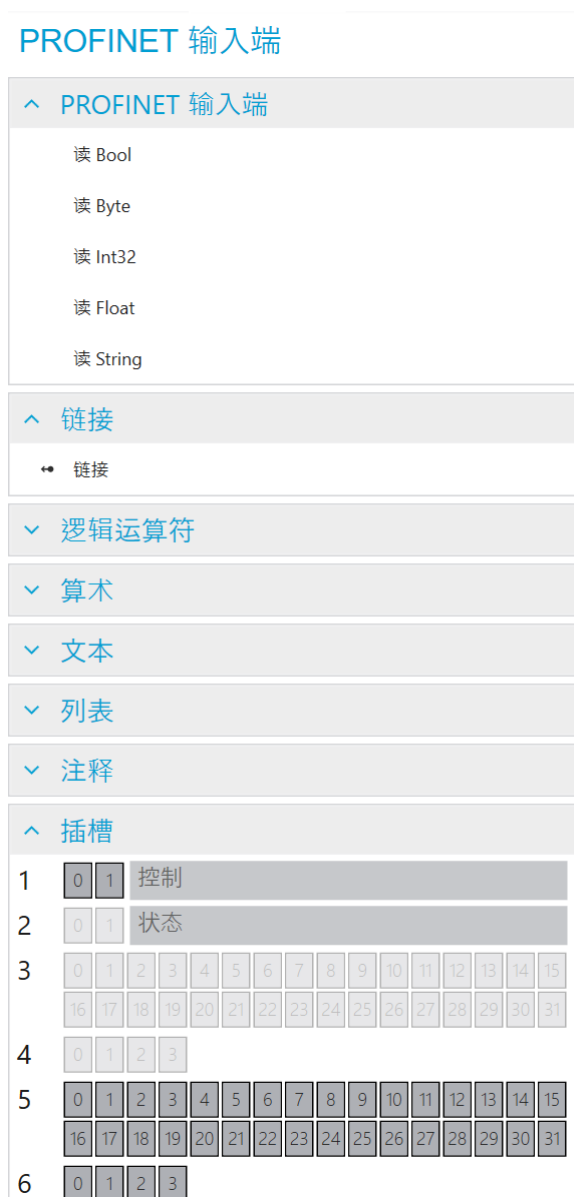 PROFINET 输入端
PROFINET 输入端
读 Bool
读 Byte
读 Int32
读 Float
读 String
链接
链接
逻辑运算符
算术
文本
列表
注释
插槽
1 0 1 控制
2 0 1 状态
3 0 1 2 3 4 5 6 7 8 9 10 11 12 13 14 15
16 17 18 19 20 21 22 23 24 25 26 27 28 29 30 31
4 0 1 2 3
5 0 1 2 3 4 5 6 7 8 9 10 11 12 13 14 15
16 17 18 19 20 21 22 23 24 25 26 27 28 29 30 31
6 0 1 2 3